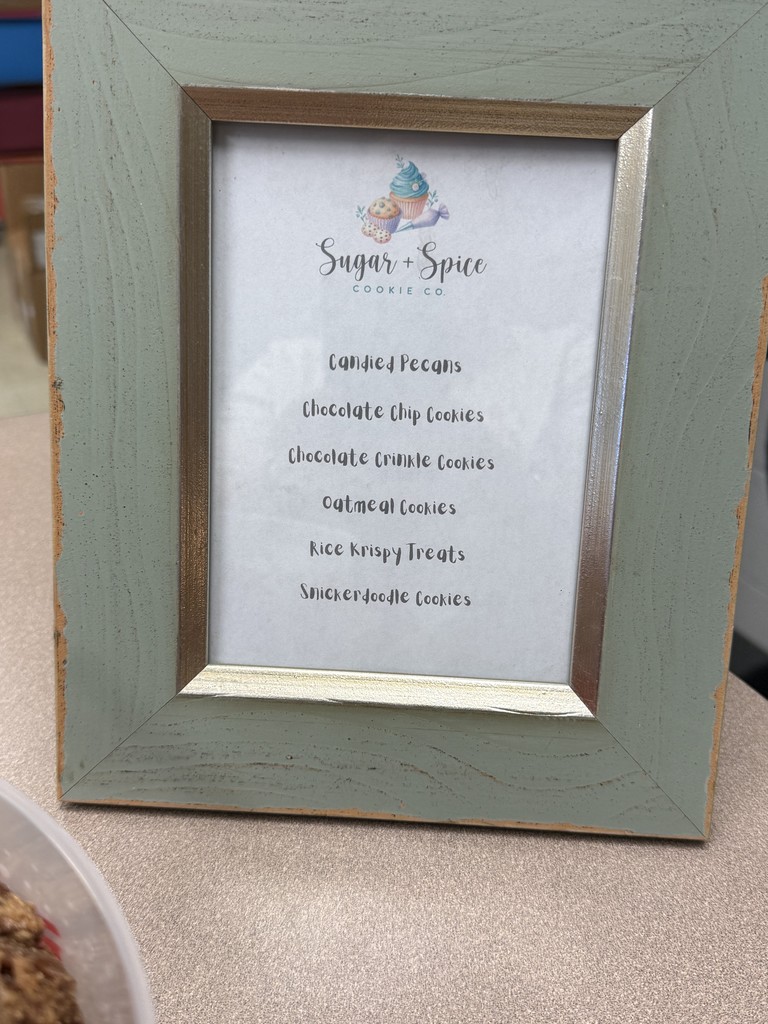 Sugar + Spice
COOKIE CO.
Candied Pecans
Chocolate Chip Cookies
Chocolate Crinkle Cookies
Oatmeal Cookies
Rice Krispy Treats
Snickerdoodle Cookies